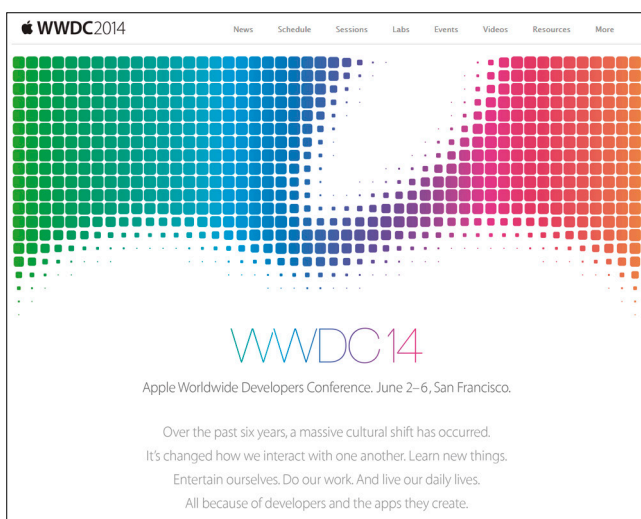 WWDC2014
News Schedule Sessions Labs Events Videos Resources More
WWDC14
Apple Worldwide Developers Conference. June 2–6, San Francisco.
Over the past six years, a massive cultural shift has occurred.
It's changed how we interact with one another. Learn new things.
Entertain ourselves. Do our work. And live our daily lives.
All because of developers and the apps they create.